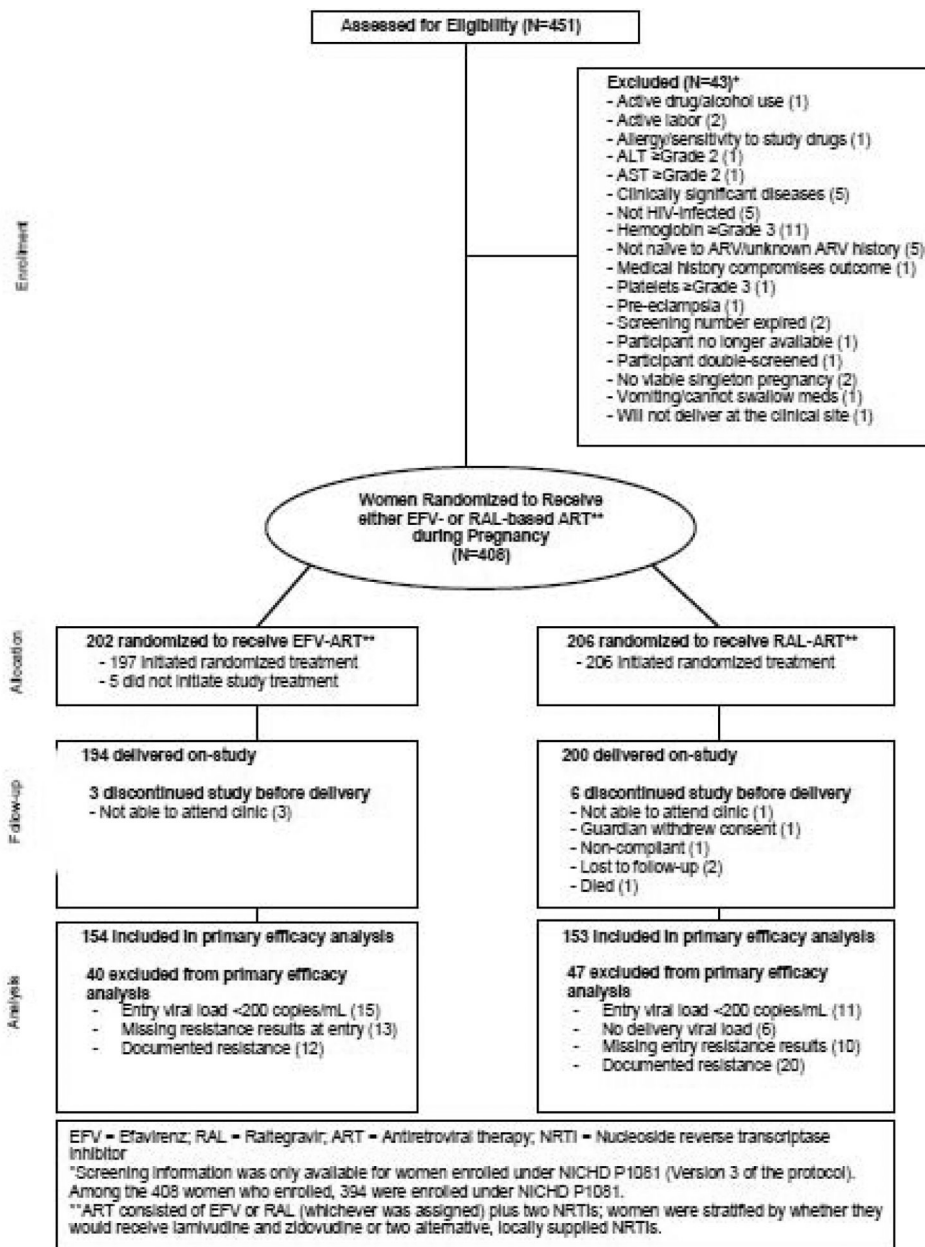 Assessed for Eligibility (N=451)
Excluded (N=43)*
- Active drug/alcohol use (1)
- Active labor (2)
- Allergy/sensitivity to study drugs (1)
- ALT ≥Grade 2 (1)
- AST ≥Grade 2 (1)
- Clinically significant diseases (5)
- Not HIV-infected (5)
- Hemoglobin ≥Grade 3 (11)
- Not naïve to ARV/unknown ARV history (5)
- Medical history compromises outcome (1)
- Platelets ≥Grade 3 (1)
- Pre-eclampsia (1)
- Screening number expired (2)
- Participant no longer available (1)
- Participant double-screened (1)
- No viable singleton pregnancy (2)
- Vomiting/cannot swallow meds (1)
- Will not deliver at the clinical site (1)
Enrollment
Women Randomized to Receive
either EFV- or RAL-based ART**
during Pregnancy
(N=408)
Allocation
202 randomized to receive EFV-ART**
- 197 initiated randomized treatment
- 5 did not initiate study treatment
206 randomized to receive RAL-ART**
- 206 initiated randomized treatment
Follow-up
194 delivered on-study
3 discontinued study before delivery
- Not able to attend clinic (3)
200 delivered on-study
6 discontinued study before delivery
- Not able to attend clinic (1)
- Guardian withdrew consent (1)
- Non-compliant (1)
- Lost to follow-up (2)
- Died (1)
Analysis
154 included in primary efficacy analysis
40 excluded from primary efficacy
analysis
- Entry viral load <200 copies/mL (15)
- Missing resistance results at entry (13)
- Documented resistance (12)
153 included in primary efficacy analysis
47 excluded from primary efficacy
analysis
- Entry viral load <200 copies/mL (11)
- No delivery viral load (6)
- Missing entry resistance results (10)
- Documented resistance (20)
EFV = Efavirenz; RAL = Raltegravir; ART = Antiretroviral therapy; NRTI = Nucleoside reverse transcriptase
inhibitor
*Screening information was only available for women enrolled under NICHD P1081 (Version 3 of the protocol).
Among the 408 women who enrolled, 394 were enrolled under NICHD P1081.
**ART consisted of EFV or RAL (whichever was assigned) plus two NRTIs; women were stratified by whether they
would receive lamivudine and zidovudine or two alternative, locally supplied NRTIs.